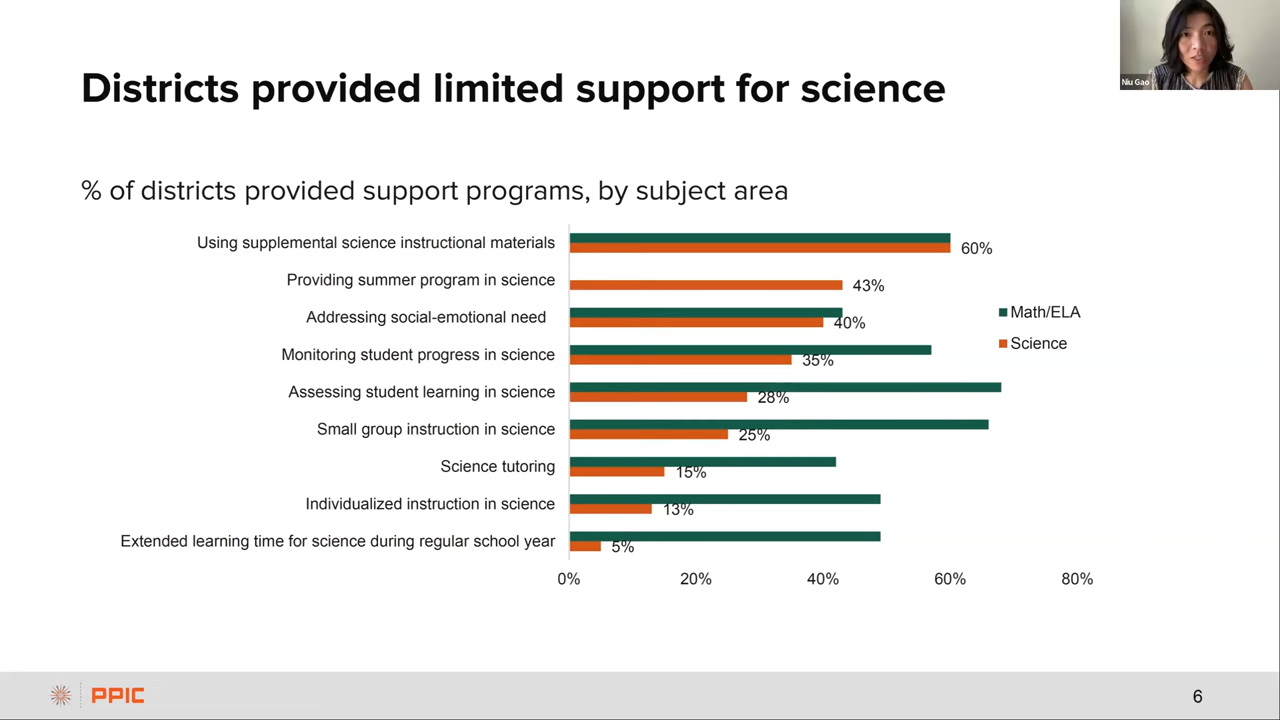 Niu Gao
Districts provided limited support for science
% of districts provided support programs, by subject area
Using supplemental science instructional materials
60%
Providing summer program in science
43%
Addressing social-emotional need
40%
Monitoring student progress in science
35%
Assessing student learning in science
28%
Small group instruction in science
25%
Science tutoring
15%
Individualized instruction in science
13%
Extended learning time for science during regular school year
5%
Math/ELA
Science
0% 20% 40% 60% 80%
PPIC
6